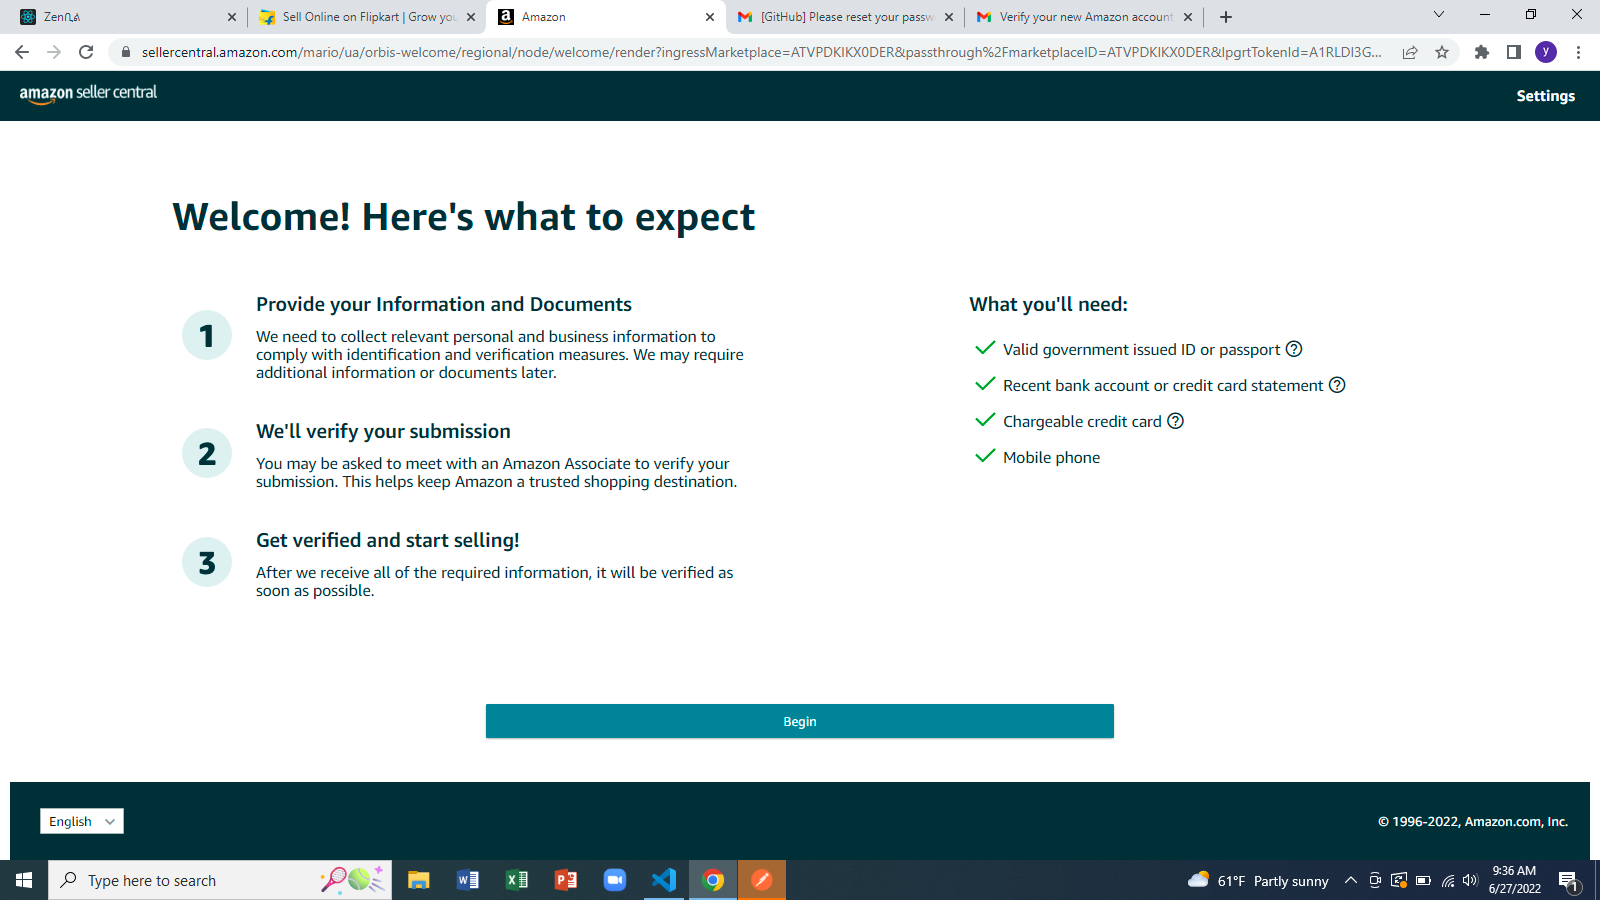 Zen
Sell Online on Flipkart | Grow you
Amazon
[GitHub] Please reset your passw
Verify your new Amazon account
sellercentral.amazon.com/mario/ua/orbis-welcome/regional/node/welcome/render?ingressMarketplace=ATVPDKIKX0DER&passthrough%2FmarketplaceID=ATVPDKIKX0DER&lpgrtTokenId=A1RLDI3G...
y
amazon seller central
Settings
Welcome! Here's what to expect
1
Provide your Information and Documents
We need to collect relevant personal and business information to
comply with identification and verification measures. We may require
additional information or documents later.
2
We'll verify your submission
You may be asked to meet with an Amazon Associate to verify your
submission. This helps keep Amazon a trusted shopping destination.
3
Get verified and start selling!
After we receive all of the required information, it will be verified as
soon as possible.
What you'll need:
Valid government issued ID or passport
Recent bank account or credit card statement
Chargeable credit card
Mobile phone
Begin
English
© 1996-2022, Amazon.com, Inc.
Type here to search
61°F Partly sunny
9:36 AM
6/27/2022
1